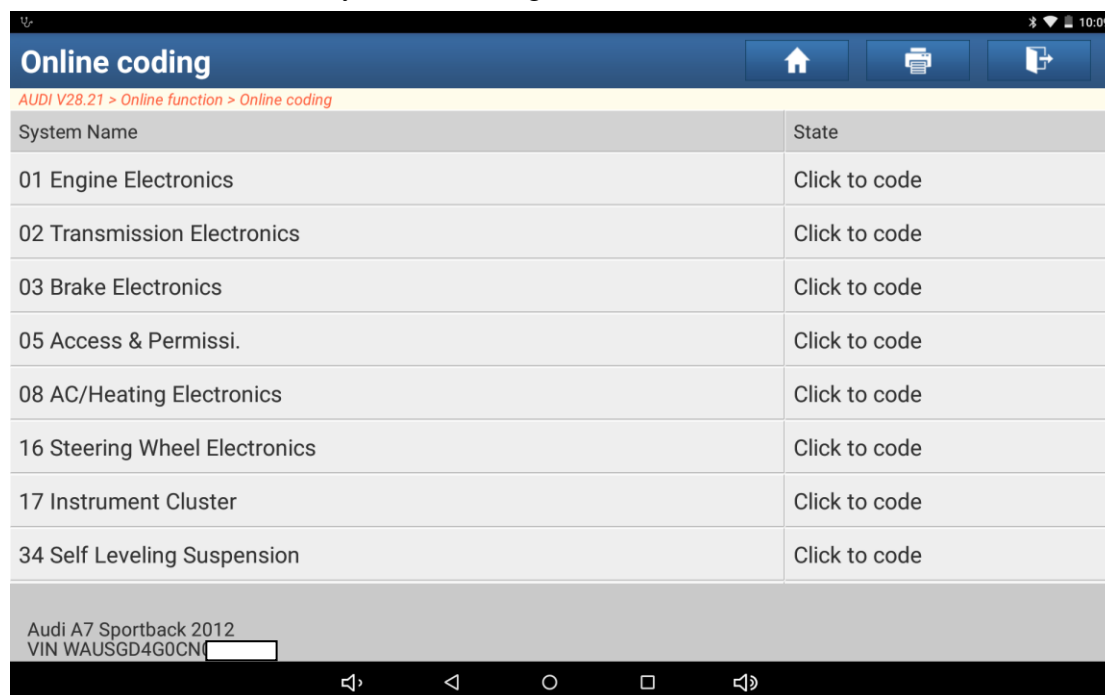 10:09
Online coding
AUDI V28.21 > Online function > Online coding
System Name State
01 Engine Electronics Click to code
02 Transmission Electronics Click to code
03 Brake Electronics Click to code
05 Access & Permissi. Click to code
08 AC/Heating Electronics Click to code
16 Steering Wheel Electronics Click to code
17 Instrument Cluster Click to code
34 Self Leveling Suspension Click to code
Audi A7 Sportback 2012
VIN WAUSGD4G0CN